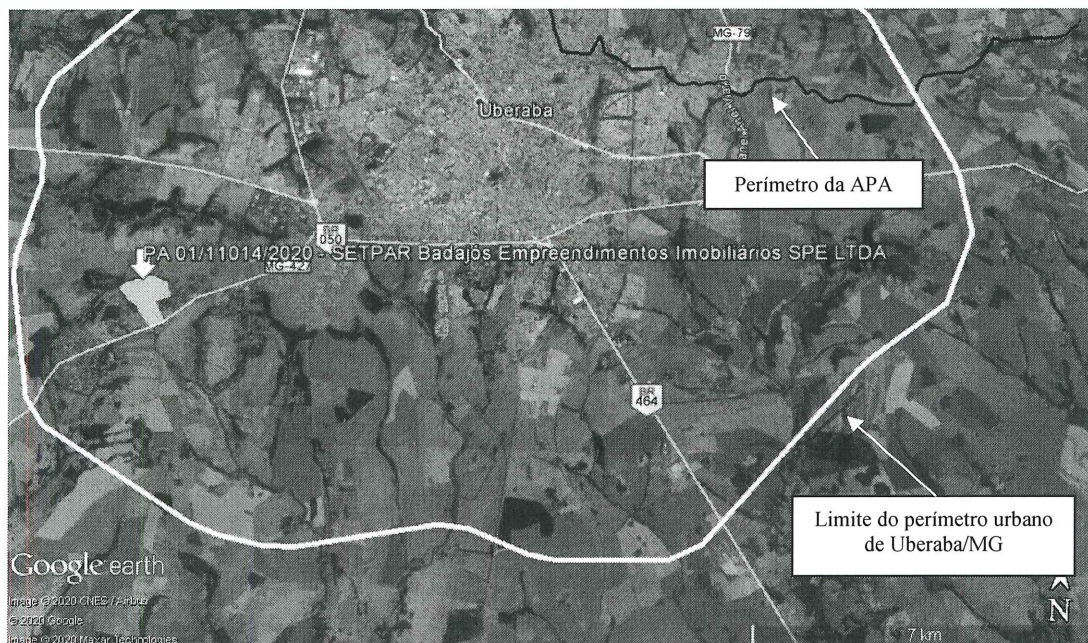 MG-79
Uberaba
Perímetro da APA
BR
050
PA 01/11014/2020 - SETPAR Badajós Empreendimentos Imobiliários SPE LTDA
MG-427
BR
464
Limite do perímetro urbano
de Uberaba/MG
Google earth
Image © 2020 CNES / Airbus
© 2020 Google
Image © 2020 Maxar Technologies
N
7 km